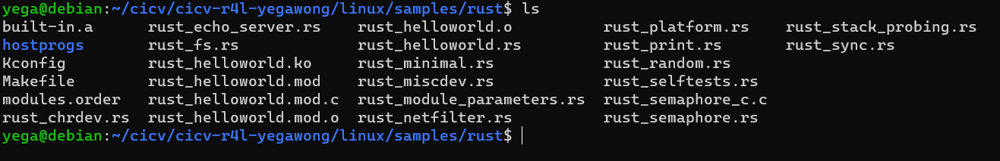 yega@debian:~/cicv/cicv-r4l-yegawong/linux/samples/rust$ ls
built-in.a rust_echo_server.rs rust_helloworld.o rust_platform.rs rust_stack_probing.rs
hostprogs rust_fs.rs rust_helloworld.rs rust_print.rs rust_sync.rs
Kconfig rust_helloworld.ko rust_minimal.rs rust_random.rs
Makefile rust_helloworld.mod rust_miscdev.rs rust_selftests.rs
modules.order rust_helloworld.mod.c rust_module_parameters.rs rust_semaphore_c.c
rust_chrdev.rs rust_helloworld.mod.o rust_netfilter.rs rust_semaphore.rs
yega@debian:~/cicv/cicv-r4l-yegawong/linux/samples/rust$